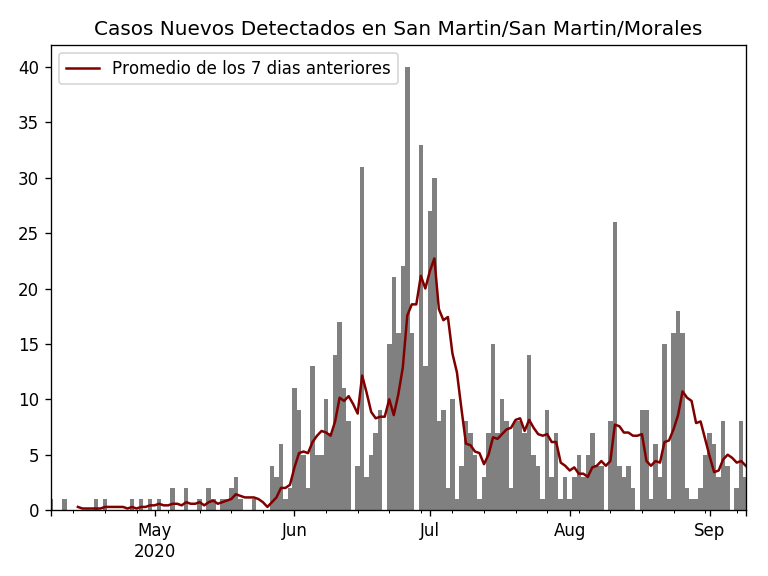 Casos Nuevos Detectados en San Martin/San Martin/Morales
Promedio de los 7 dias anteriores
40
35
30
25
20
15
10
5
0
May
2020
Jun
Jul
Aug
Sep